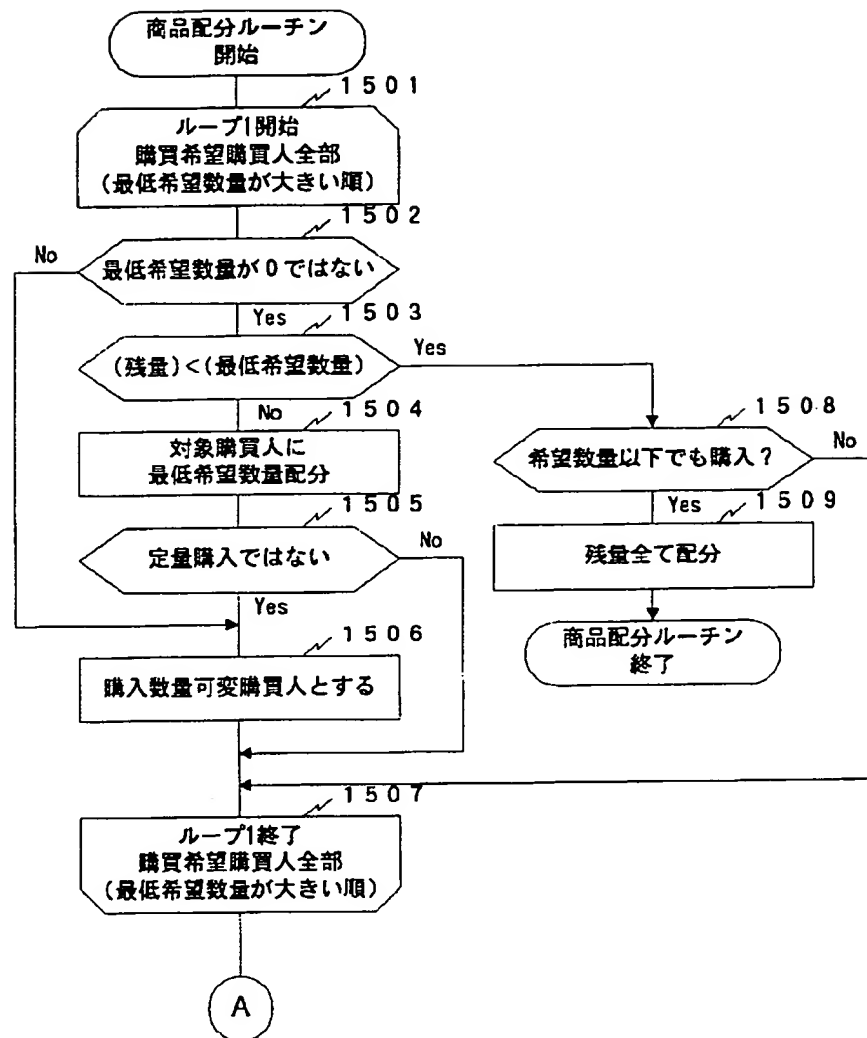 商品配分ルーチン
開始
1501
ループ1開始
購買希望購買人全部
(最低希望数量が大きい順)
1502
No
最低希望数量が0ではない
Yes
1503
(残量)<(最低希望数量)
Yes
No
1504
対象購買人に
最低希望数量配分
1505
定量購入ではない
No
Yes
1506
購入数量可変購買人とする
1507
ループ1終了
購買希望購買人全部
(最低希望数量が大きい順)
A
1508
希望数量以下でも購入?
No
Yes
1509
残量全て配分
商品配分ルーチン
終了